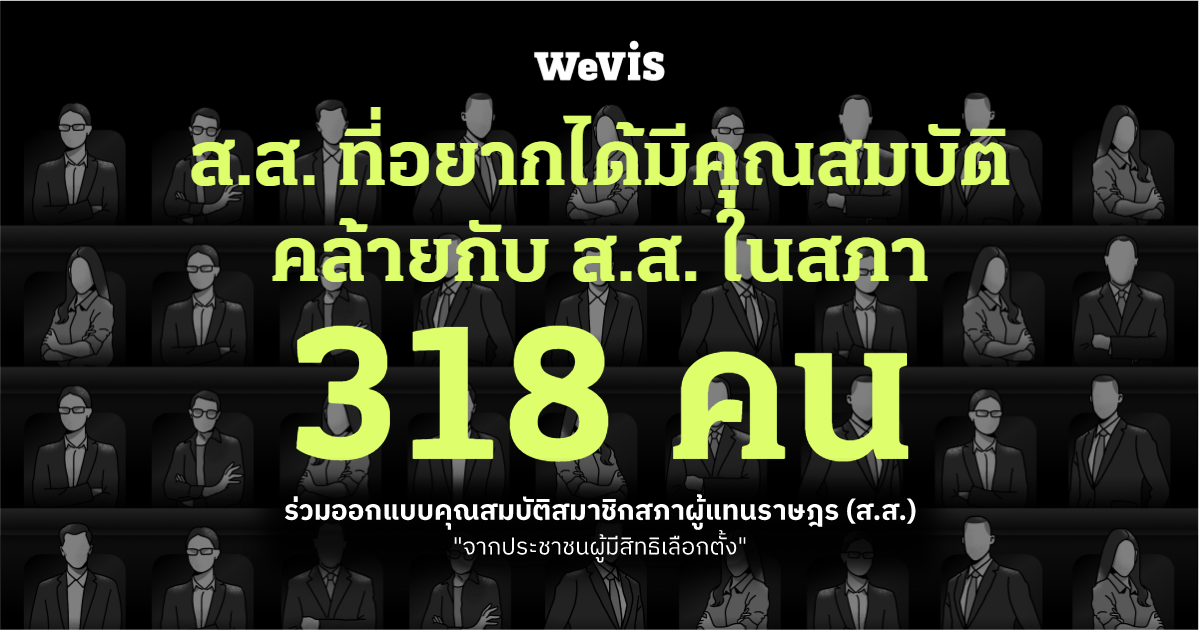 WeVIS
ส.ส. ที่อยากได้มีคุณสมบัติ
คล้ายกับ ส.ส. ในสภา
318 คน
ร่วมออกแบบคุณสมบัติสมาชิกสภาผู้แทนราษฎร (ส.ส.)
"จากประชาชนผู้มีสิทธิเลือกตั้ง"